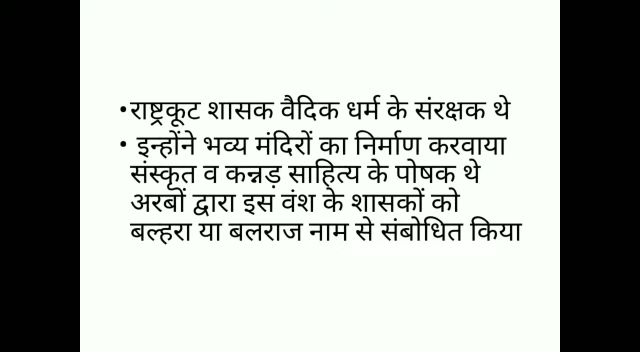 •राष्ट्रकूट शासक वैदिक धर्म के संरक्षक थे
• इन्होंने भव्य मंदिरों का निर्माण करवाया
संस्कृत व कन्नड़ साहित्य के पोषक थे
अरबों द्वारा इस वंश के शासकों को
बल्हरा या बलराज नाम से संबोधित किया